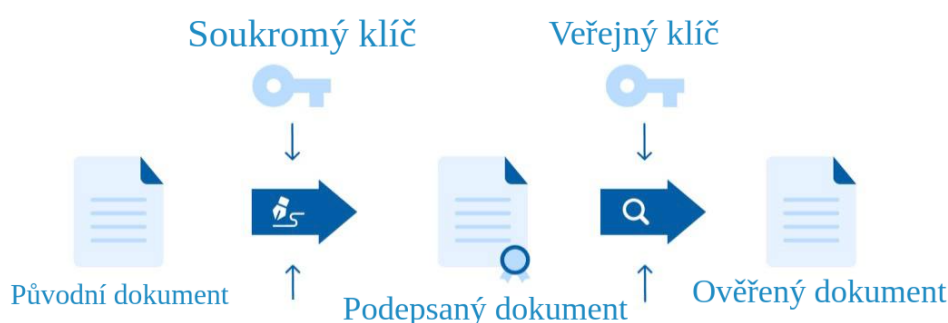 Soukromý klíč
Veřejný klíč
Původní dokument
Podepsaný dokument
Ověřený dokument